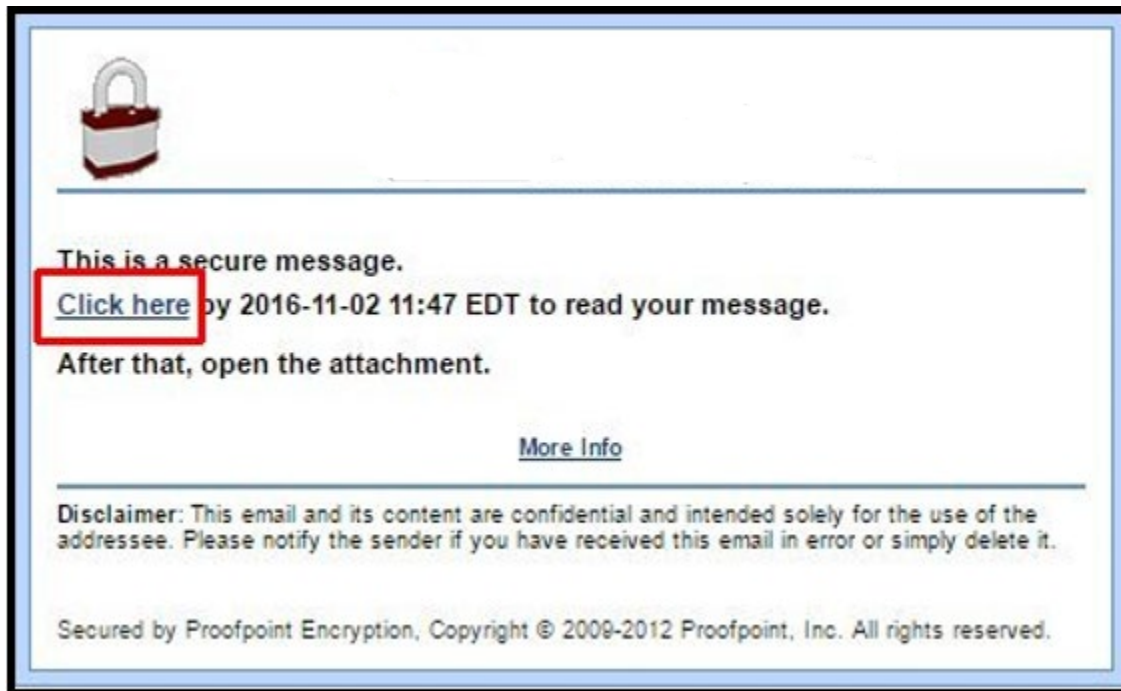 This is a secure message.
Click here by 2016-11-02 11:47 EDT to read your message.
After that, open the attachment.
More Info
Disclaimer: This email and its content are confidential and intended solely for the use of the
addressee. Please notify the sender if you have received this email in error or simply delete it.
Secured by Proofpoint Encryption, Copyright © 2009-2012 Proofpoint, Inc. All rights reserved.